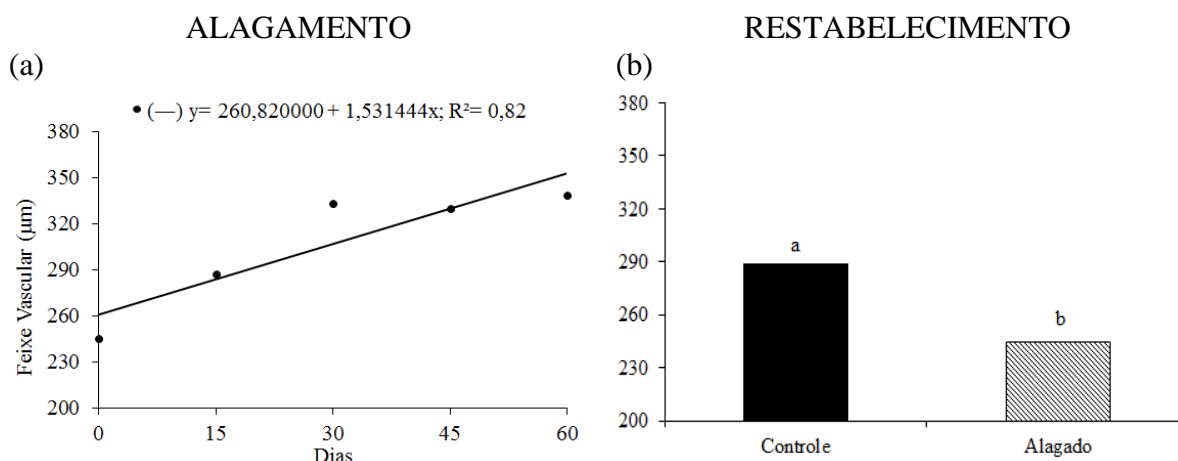 ALAGAMENTO
(a)
• (—) y= 260,820000 + 1,531444x; R²= 0,82
Feixe Vascular (µm)
380
350
320
290
260
230
200
0 15 30 45 60
Dias
RESTABELECIMENTO
(b)
380
350
320
290
260
230
200
a
b
Controle Alagado